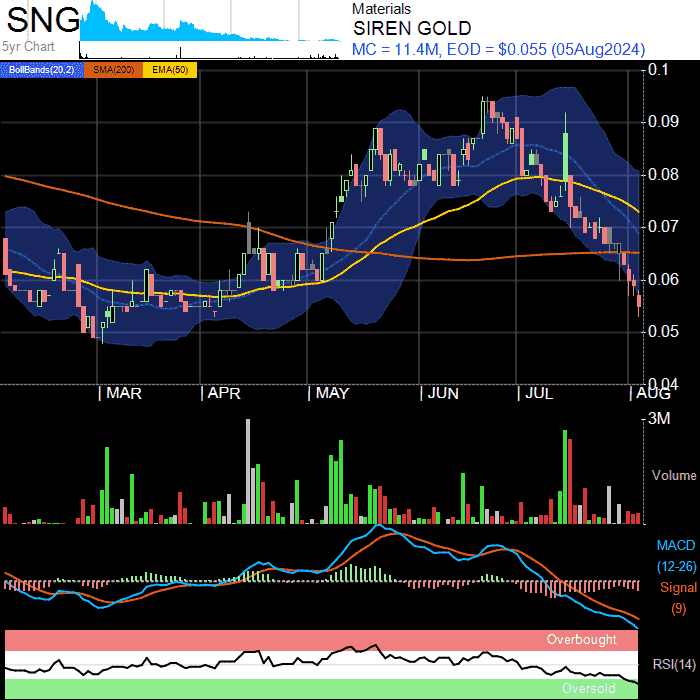 SNG
5yr Chart
Materials
SIREN GOLD
MC = 11.4M, EOD = $0.055 (05Aug2024)
BollBands(20,2) SMA(200) EMA(50)
0.1
0.09
0.08
0.07
0.06
0.05
0.04
| MAR | APR | MAY | JUN | JUL | AUG
3M
Volume
MACD
(12-26)
Signal
(9)
Overbought
RSI(14)
Oversold